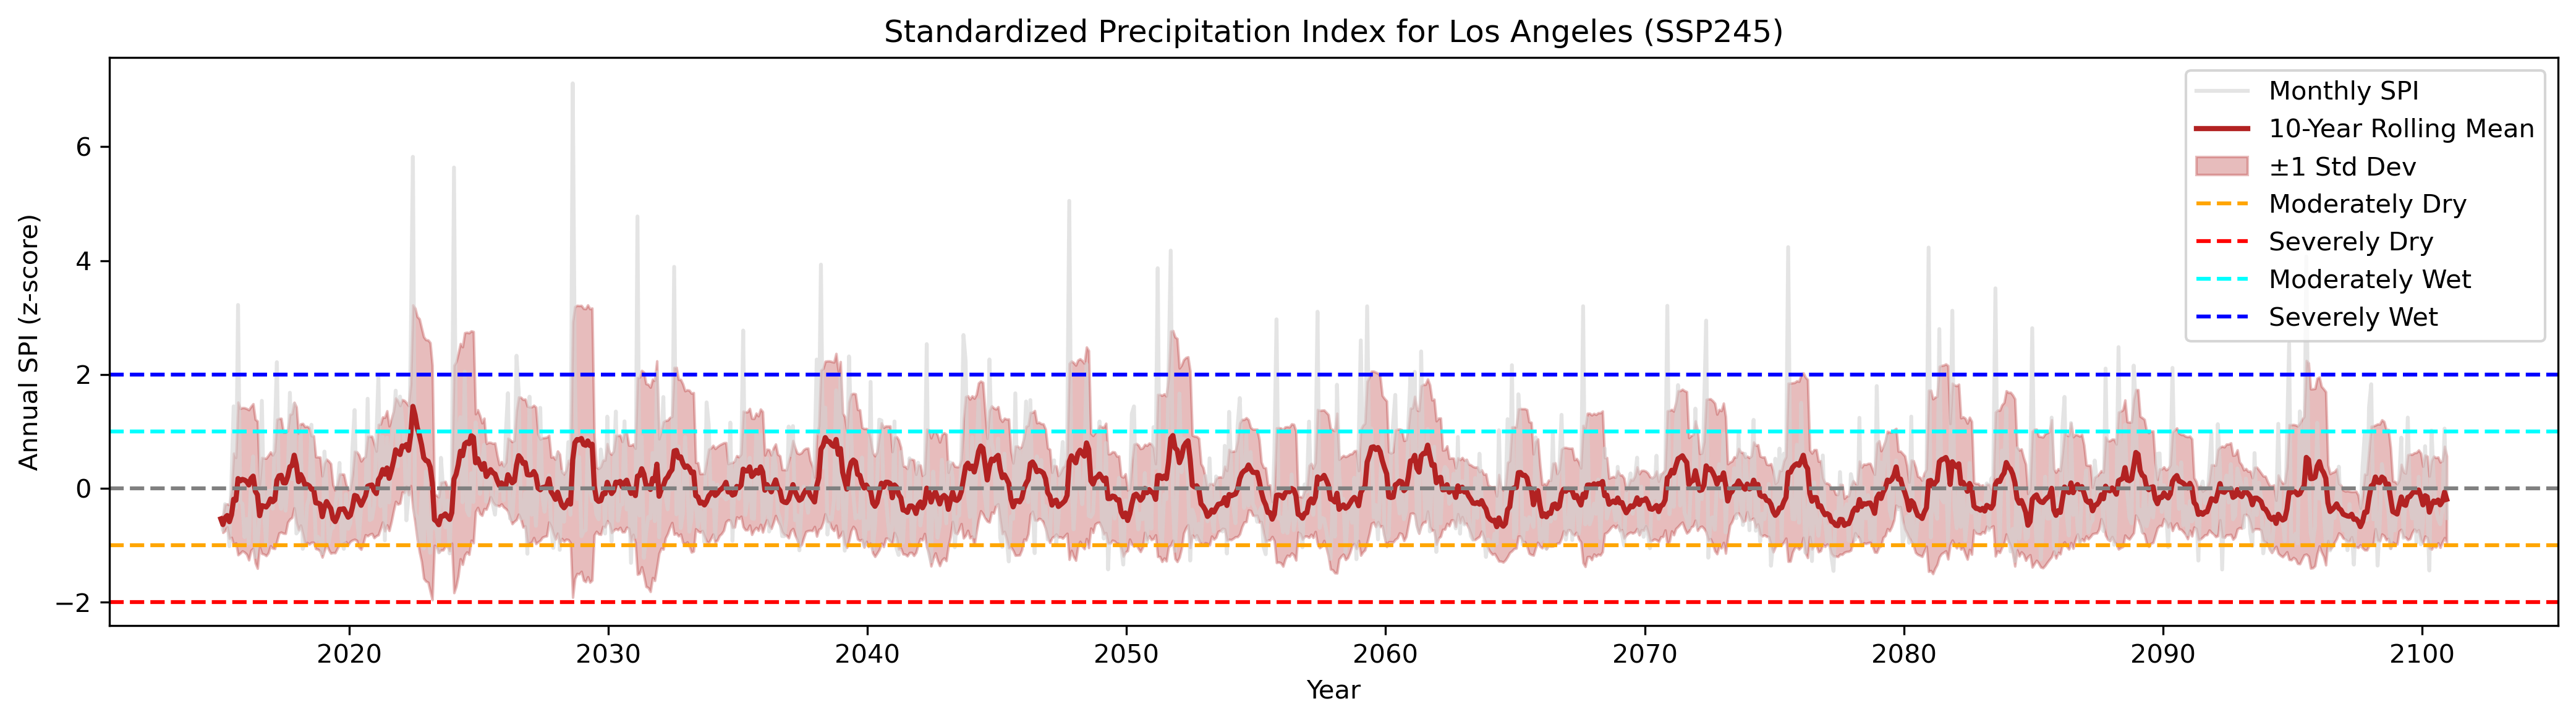 Standardized Precipitation Index for Los Angeles (SSP245)
Annual SPI (z-score)
6
4
2
0
−2
Monthly SPI
10-Year Rolling Mean
±1 Std Dev
Moderately Dry
Severely Dry
Moderately Wet
Severely Wet
2020 2030 2040 2050 2060 2070 2080 2090 2100
Year